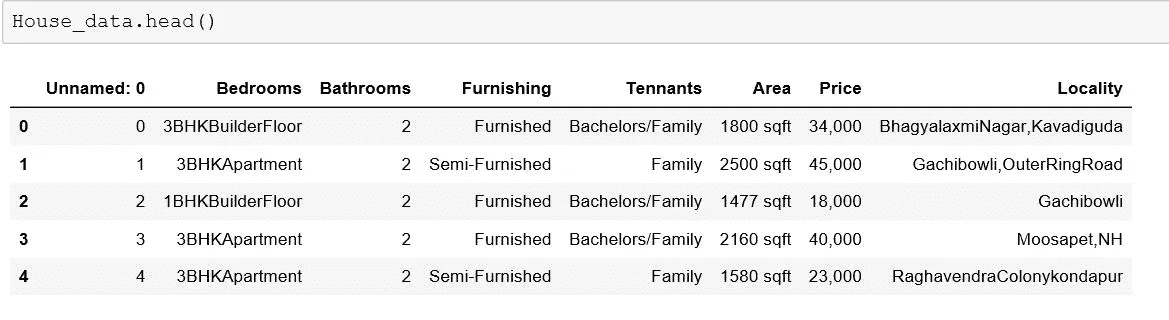 House_data.head()
Unnamed: 0 Bedrooms Bathrooms Furnishing Tennants Area Price Locality
0 0 3BHKBuilderFloor 2 Furnished Bachelors/Family 1800 sqft 34,000 BhagyalaxmiNagar,Kavadiguda
1 1 3BHKApartment 2 Semi-Furnished Family 2500 sqft 45,000 Gachibowli,OuterRingRoad
2 2 1BHKBuilderFloor 2 Furnished Bachelors/Family 1477 sqft 18,000 Gachibowli
3 3 3BHKApartment 2 Furnished Bachelors/Family 2160 sqft 40,000 Moosapet,NH
4 4 3BHKApartment 2 Semi-Furnished Family 1580 sqft 23,000 RaghavendraColonykondapur